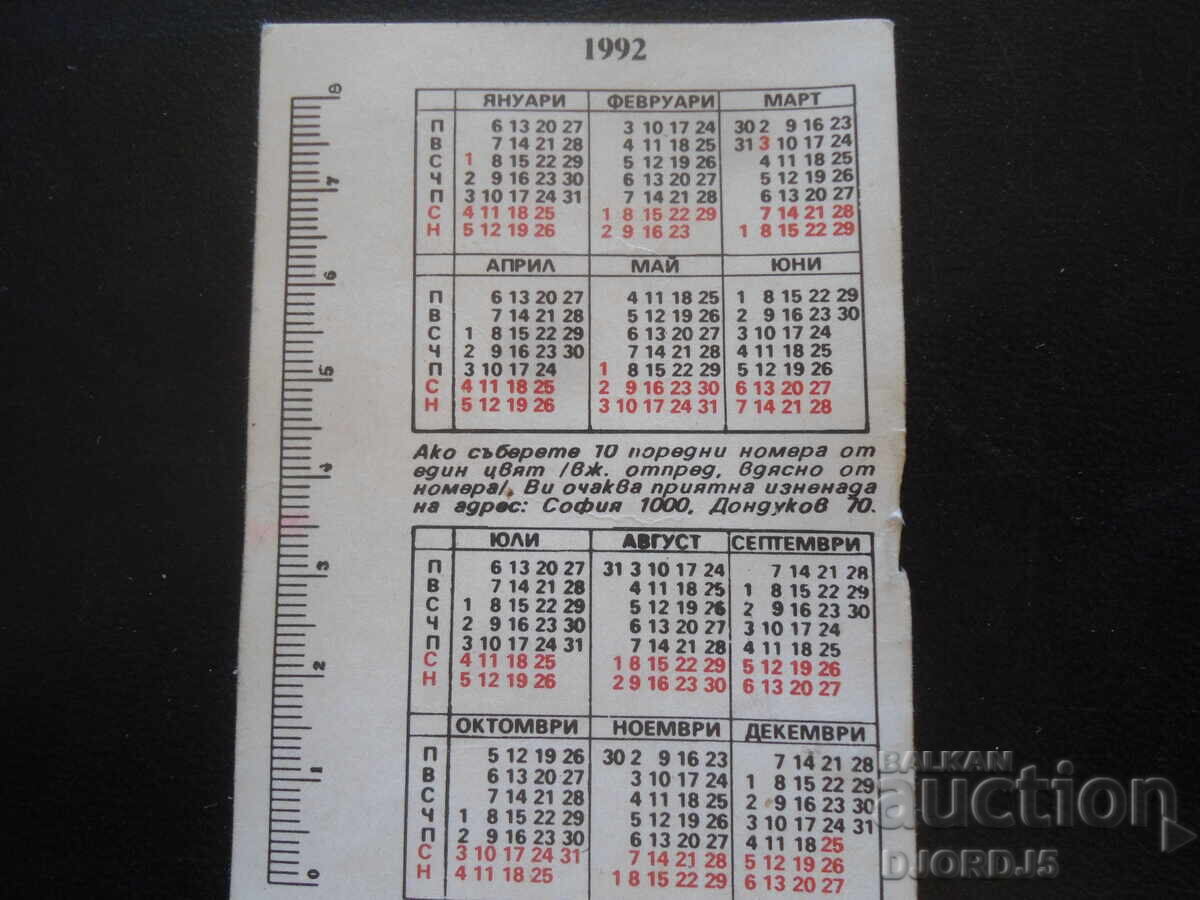 1992
ЯНУАРИ ФЕВРУАРИ МАРТ
П 6 13 20 27 3 10 17 24 30 2 9 16 23
В 7 14 21 28 4 11 18 25 31 3 10 17 24
С 1 8 15 22 29 5 12 19 26 4 11 18 25
Ч 2 9 16 23 30 6 13 20 27 5 12 19 26
П 3 10 17 24 31 7 14 21 28 6 13 20 27
С 4 11 18 25 1 8 15 22 29 7 14 21 28
Н 5 12 19 26 2 9 16 23 1 8 15 22 29
АПРИЛ МАЙ ЮНИ
П 6 13 20 27 4 11 18 25 1 8 15 22 29
В 7 14 21 28 5 12 19 26 2 9 16 23 30
С 1 8 15 22 29 6 13 20 27 3 10 17 24
Ч 2 9 16 23 30 7 14 21 28 4 11 18 25
П 3 10 17 24 1 8 15 22 29 5 12 19 26
С 4 11 18 25 2 9 16 23 30 6 13 20 27
Н 5 12 19 26 3 10 17 24 31 7 14 21 28
Ако съберете 10 поредни номера от
един цвят /вж. отпред, вдясно от
номера/, Ви очаква приятна изненада
на адрес: София 1000, Дондуков 70.
ЮЛИ АВГУСТ СЕПТЕМВРИ
П 6 13 20 27 31 3 10 17 24 7 14 21 28
В 7 14 21 28 4 11 18 25 1 8 15 22 29
С 1 8 15 22 29 5 12 19 26 2 9 16 23 30
Ч 2 9 16 23 30 6 13 20 27 3 10 17 24
П 3 10 17 24 31 7 14 21 28 4 11 18 25
С 4 11 18 25 1 8 15 22 29 5 12 19 26
Н 5 12 19 26 2 9 16 23 30 6 13 20 27
ОКТОМВРИ НОЕМВРИ ДЕКЕМВРИ
П 5 12 19 26 30 2 9 16 23 7 14 21 28
В 6 13 20 27 3 10 17 24 1 8 15 22 29
С 7 14 21 28 4 11 18 25 2 9 16 23 30
Ч 1 8 15 22 29 5 12 19 26 3 10 17 24 31
П 2 9 16 23 30 6 13 20 27 4 11 18 25
С 3 10 17 24 31 7 14 21 28 5 12 19 26
Н 4 11 18 25 1 8 15 22 29 6 13 20 27
8
7
6
5
4
3
2
1
0
BALKAN
auction
DJORDJ5